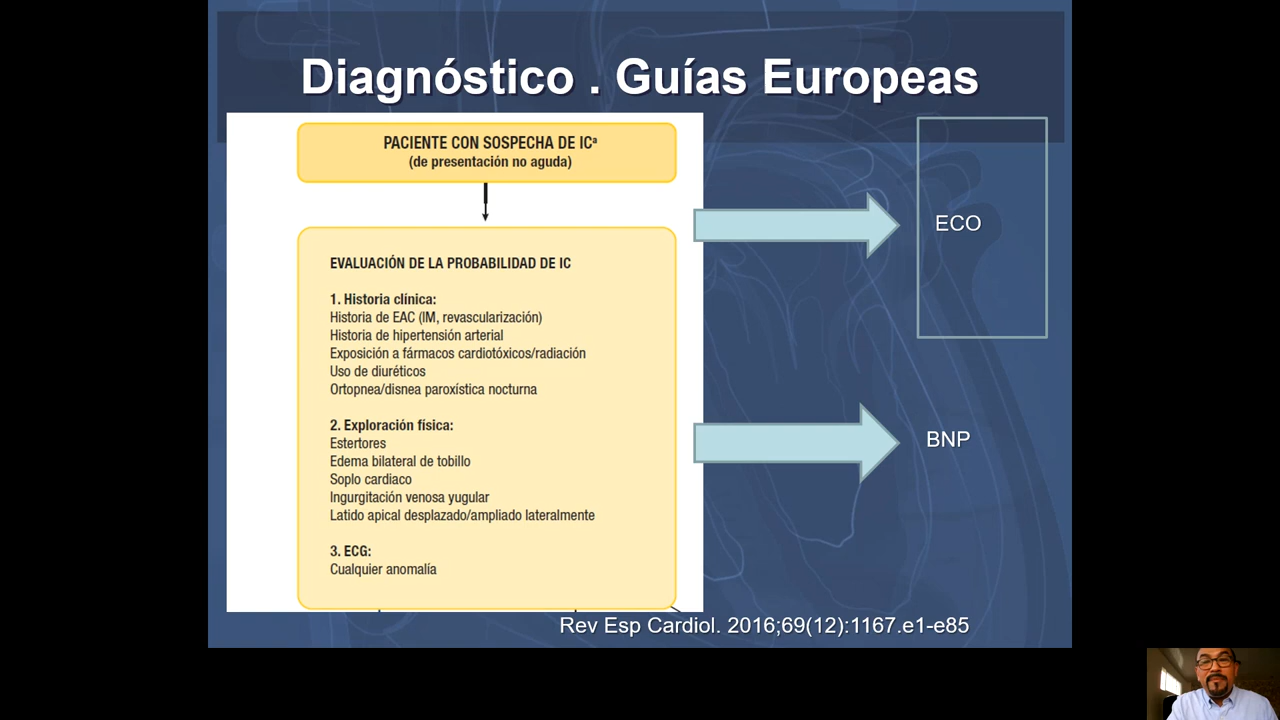 Diagnóstico . Guías Europeas
PACIENTE CON SOSPECHA DE ICª
(de presentación no aguda)
EVALUACIÓN DE LA PROBABILIDAD DE IC
1. Historia clínica:
Historia de EAC (IM, revascularización)
Historia de hipertensión arterial
Exposición a fármacos cardiotóxicos/radiación
Uso de diuréticos
Ortopnea/disnea paroxística nocturna
2. Exploración física:
Estertores
Edema bilateral de tobillo
Soplo cardiaco
Ingurgitación venosa yugular
Latido apical desplazado/ampliado lateralmente
3. ECG:
Cualquier anomalía
ECO
BNP
Rev Esp Cardiol. 2016;69(12):1167.e1-e85